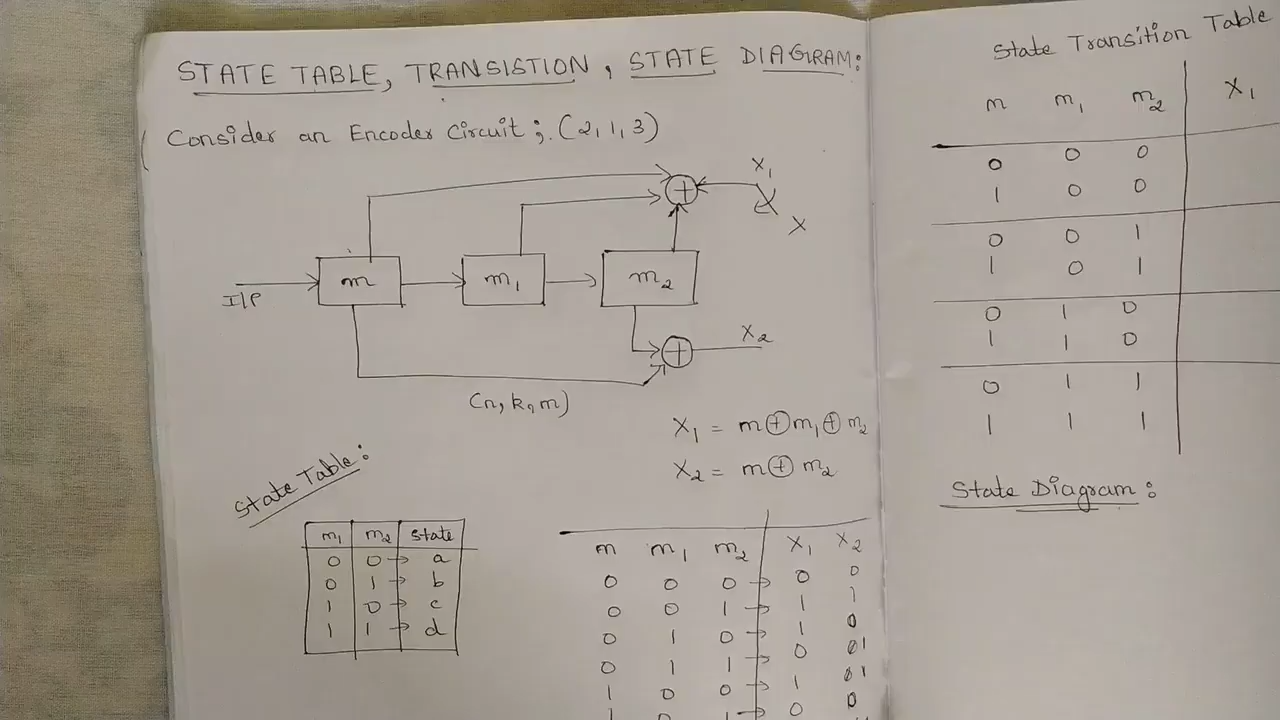 STATE TABLE, TRANSISTION, STATE DIAGRAM:
Consider an Encoder Circuit; (2,1,3)
X1
X
I/P
m
m1
m2
X2
(n, k, m)
X1 = m ⊕ m1 ⊕ m2
X2 = m ⊕ m2
State Table:
m1 m2 state
0 0 → a
0 1 → b
1 0 → c
1 1 → d
m m1 m2 X1 X2
0 0 0 → 0 0
0 0 1 → 1 1
0 1 0 → 1 0
0 1 1 → 0 1
1 0 0 → 1 1
1 0 1 → 0 0
State Transition Table
m m1 m2 X1
0 0 0
1 0 0
0 0 1
1 0 1
0 1 0
1 1 0
0 1 1
1 1 1
State Diagram: